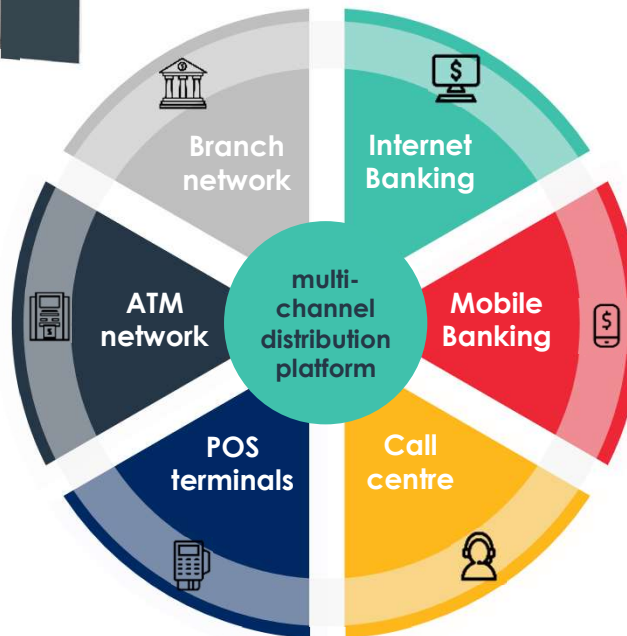 Branch
network
Internet
Banking
ATM
network
multi-
channel
distribution
platform
Mobile
Banking
POS
terminals
Call
centre